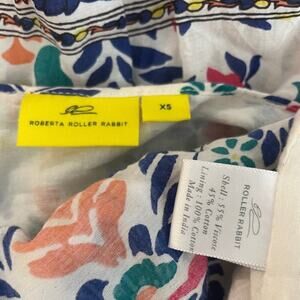 ROBERTA ROLLER RABBIT
XS
ROLLER
RABBIT
Shell: 55% Viscose
45% Cotton
Lining: 100% Cotton
Made in India